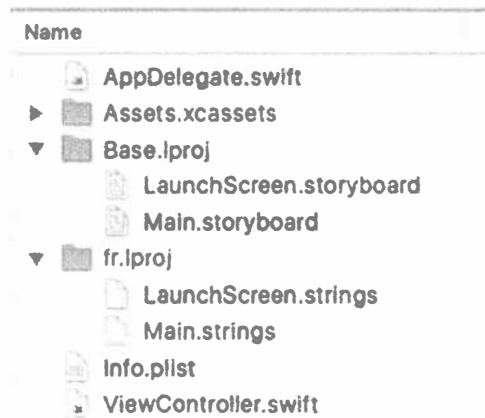 Name
AppDelegate.swift
Assets.xcassets
Base.lproj
LaunchScreen.storyboard
Main.storyboard
fr.lproj
LaunchScreen.strings
Main.strings
Info.plist
ViewController.swift